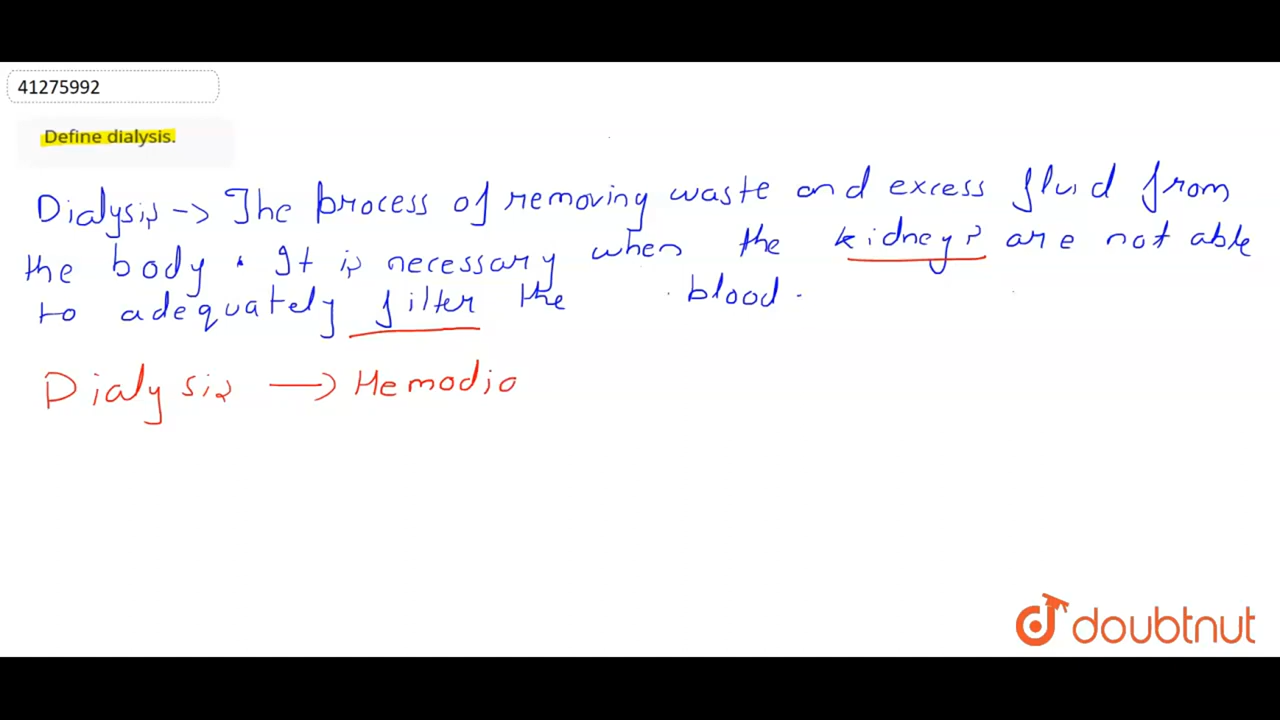 41275992
Define dialysis.
Dialysis -> The process of removing waste and excess fluid from
the body. It is necessary when the kidneys are not able
to adequately filter the blood.
Dialysis -> Hemodia
doubtnut